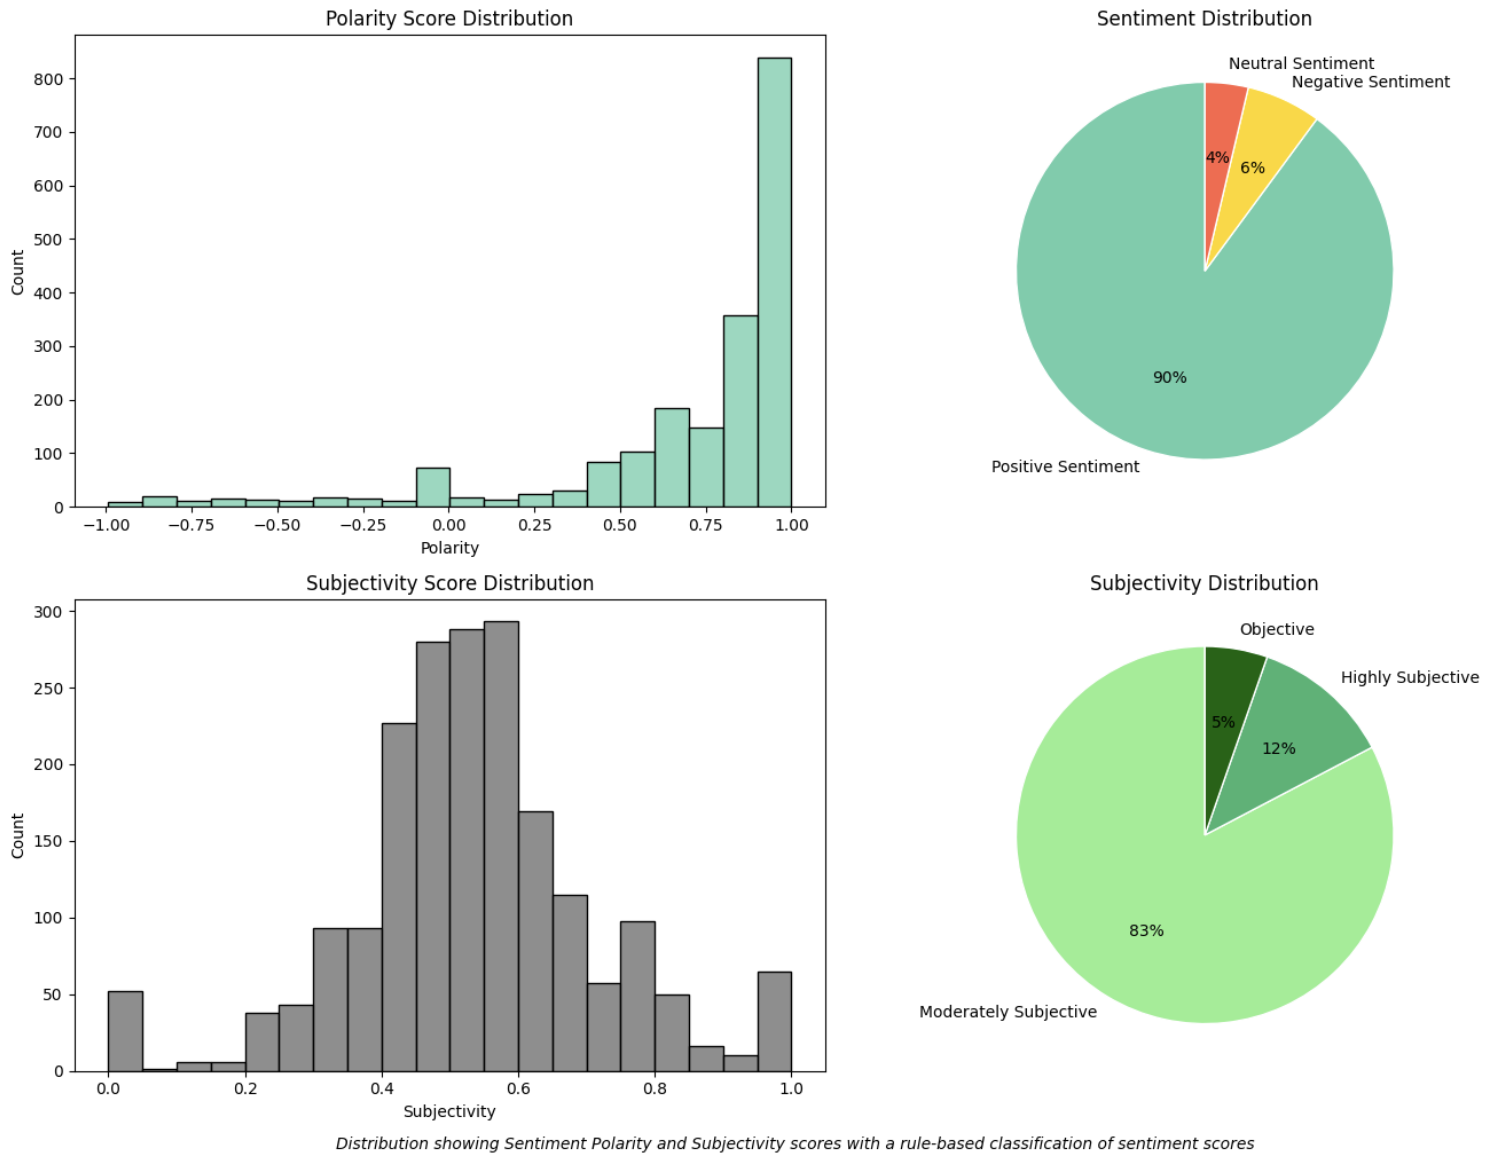 Polarity Score Distribution
Count
800
700
600
500
400
300
200
100
0
−1.00 −0.75 −0.50 −0.25 0.00 0.25 0.50 0.75 1.00
Polarity
Sentiment Distribution
Neutral Sentiment
Negative Sentiment
4%
6%
90%
Positive Sentiment
Subjectivity Score Distribution
Count
300
250
200
150
100
50
0
0.0 0.2 0.4 0.6 0.8 1.0
Subjectivity
Subjectivity Distribution
Objective
Highly Subjective
5%
12%
83%
Moderately Subjective
Distribution showing Sentiment Polarity and Subjectivity scores with a rule-based classification of sentiment scores